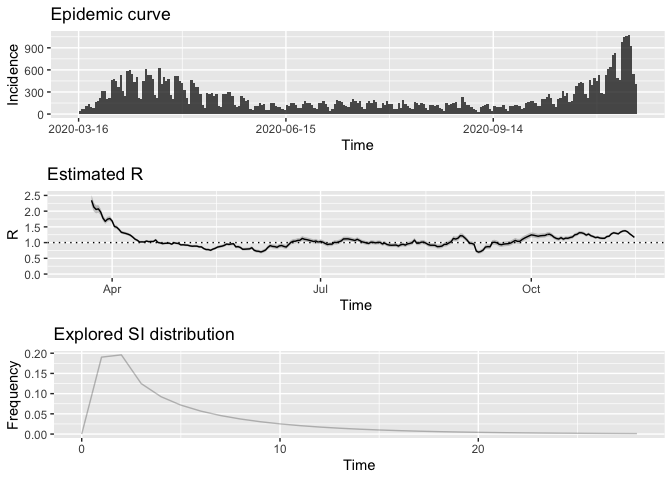 Epidemic curve
Incidence
900
600
300
0
2020-03-16 2020-06-15 2020-09-14
Time
Estimated R
R
2.5
2.0
1.5
1.0
0.5
0.0
Apr Jul Oct
Time
Explored SI distribution
Frequency
0.20
0.15
0.10
0.05
0.00
0 10 20
Time